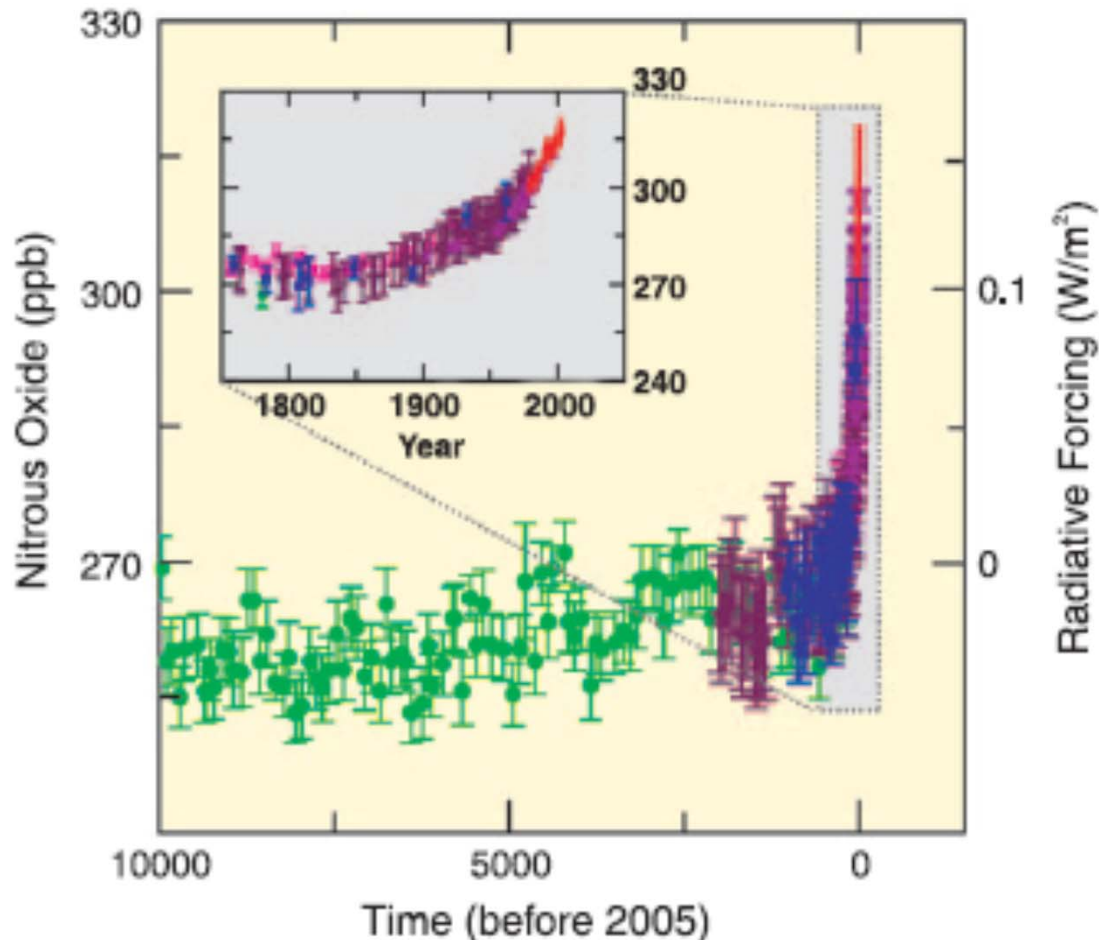 330
330
300
270
240
1800 1900 2000
Year
Nitrous Oxide (ppb)
300
270
0.1
0
Radiative Forcing (W/m²)
10000 5000 0
Time (before 2005)